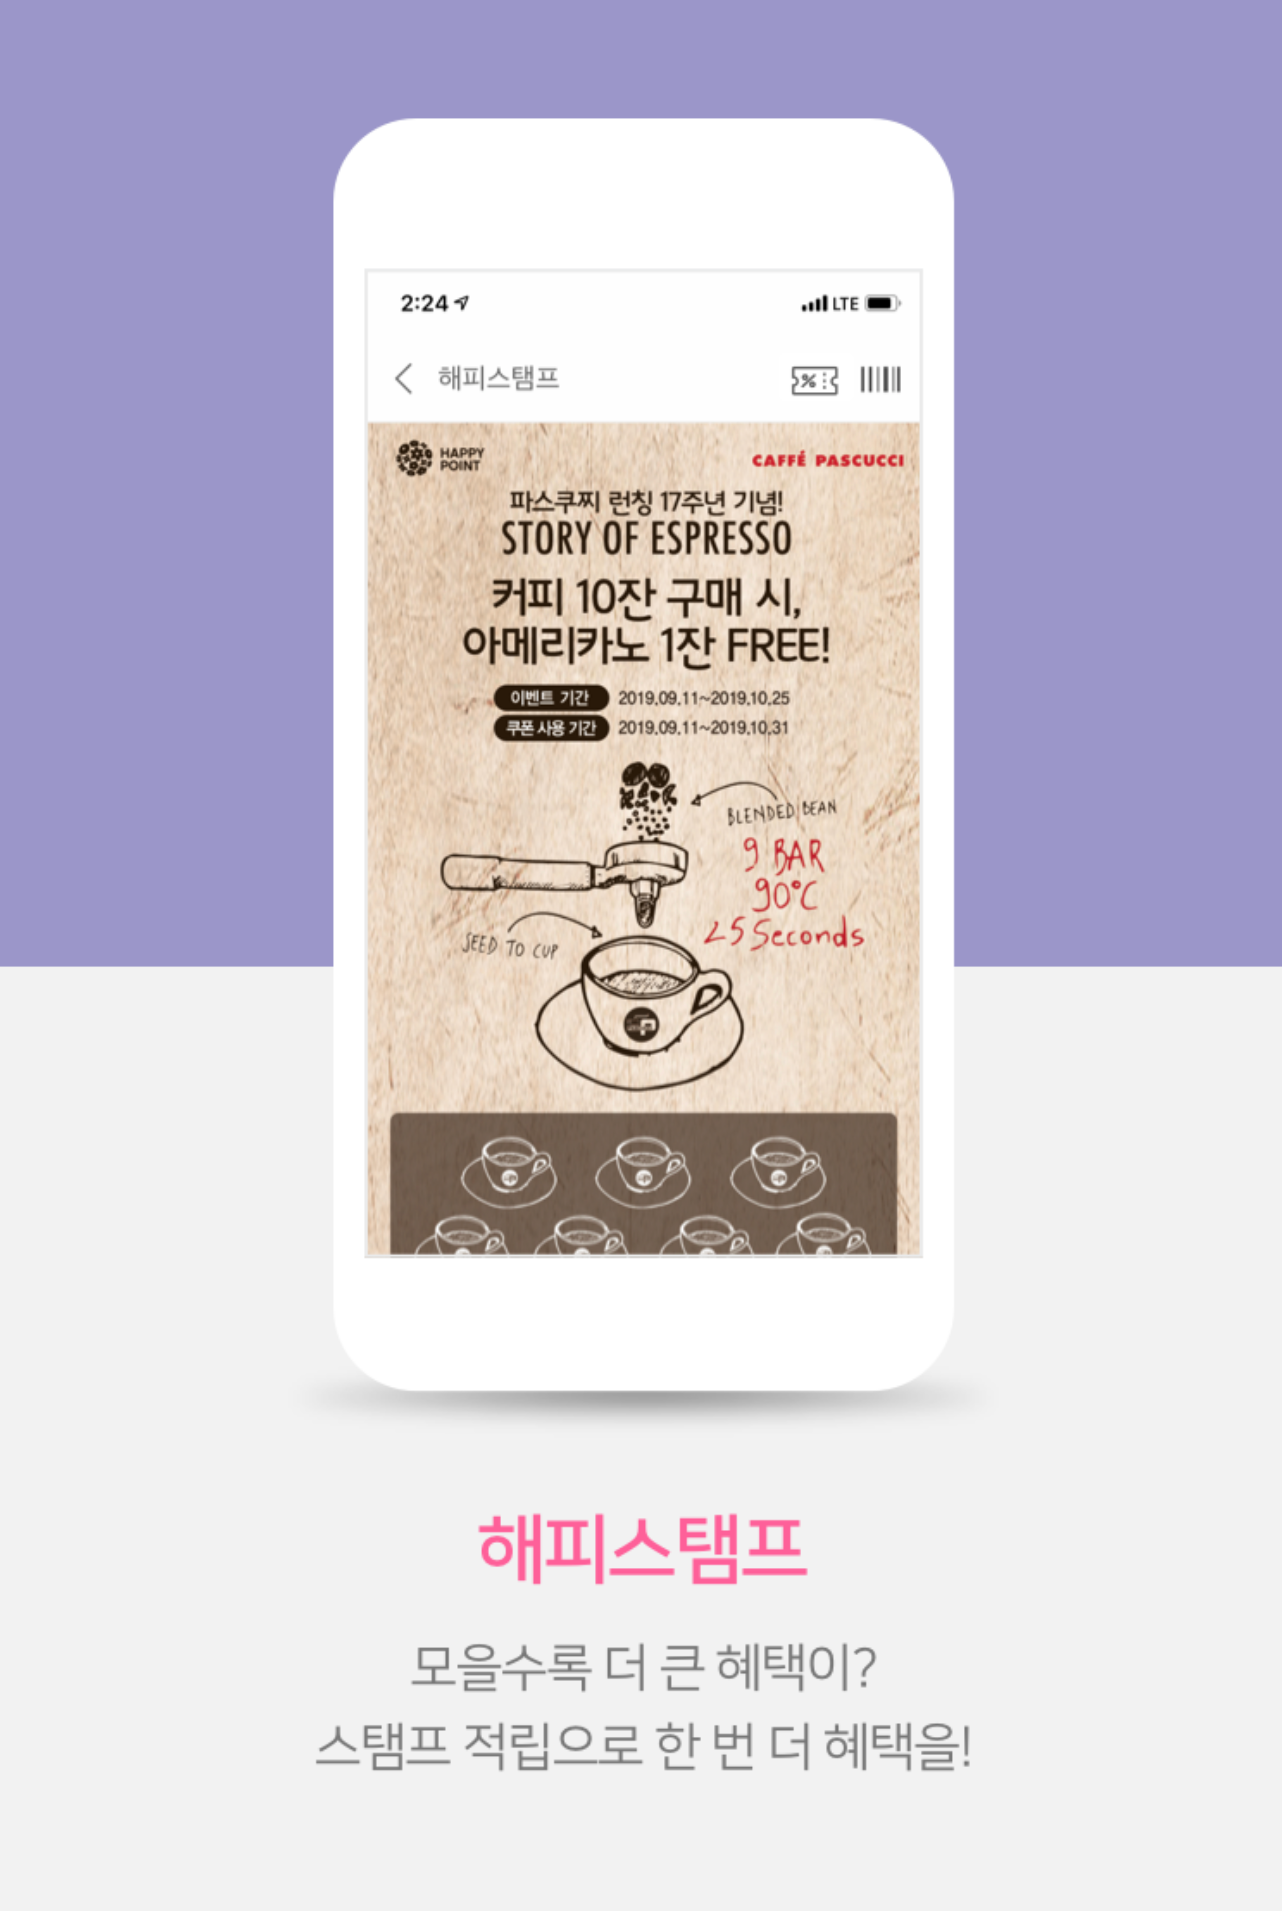 2:24
LTE
해피스탬프
HAPPY
POINT
CAFFÉ PASCUCCI
파스쿠찌 런칭 17주년 기념!
STORY OF ESPRESSO
커피 10잔 구매 시,
아메리카노 1잔 FREE!
이벤트 기간 2019.09.11~2019.10.25
쿠폰 사용 기간 2019.09.11~2019.10.31
BLENDED BEAN
9 BAR
90°C
25 Seconds
SEED TO CUP
해피스탬프
모을수록 더 큰 혜택이?
스탬프 적립으로 한 번 더 혜택을!